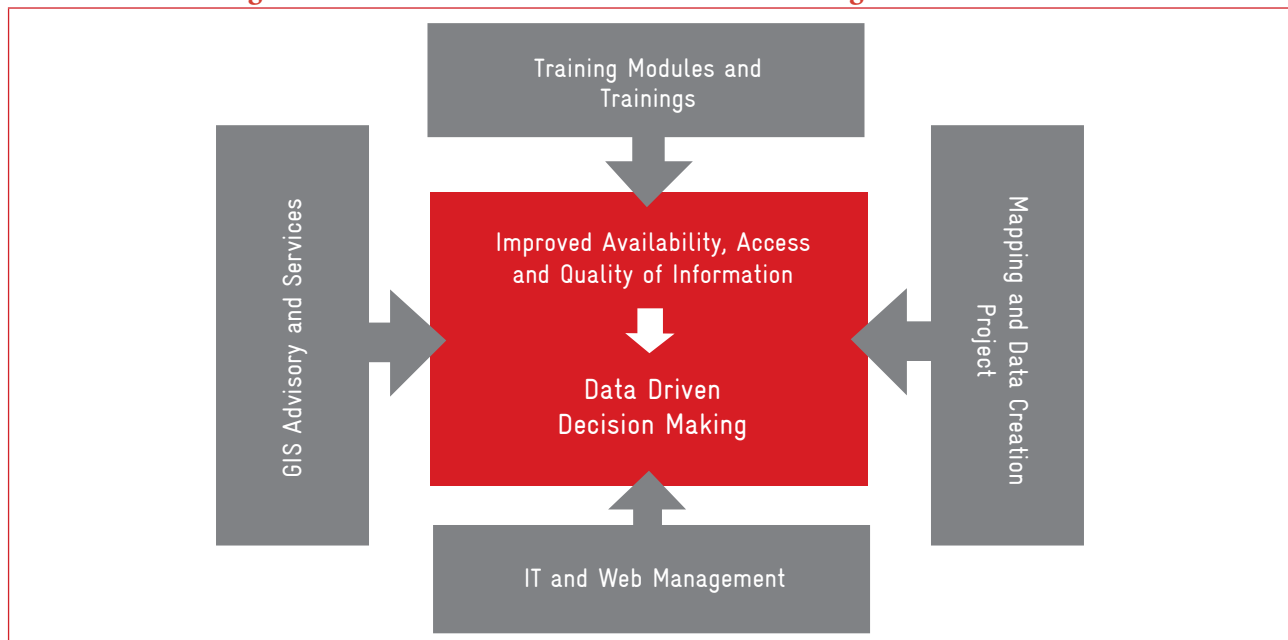 Training Modules and
Trainings
GIS Advisory and Services
Improved Availability, Access
and Quality of Information
Data Driven
Decision Making
Mapping and Data Creation
Project
IT and Web Management